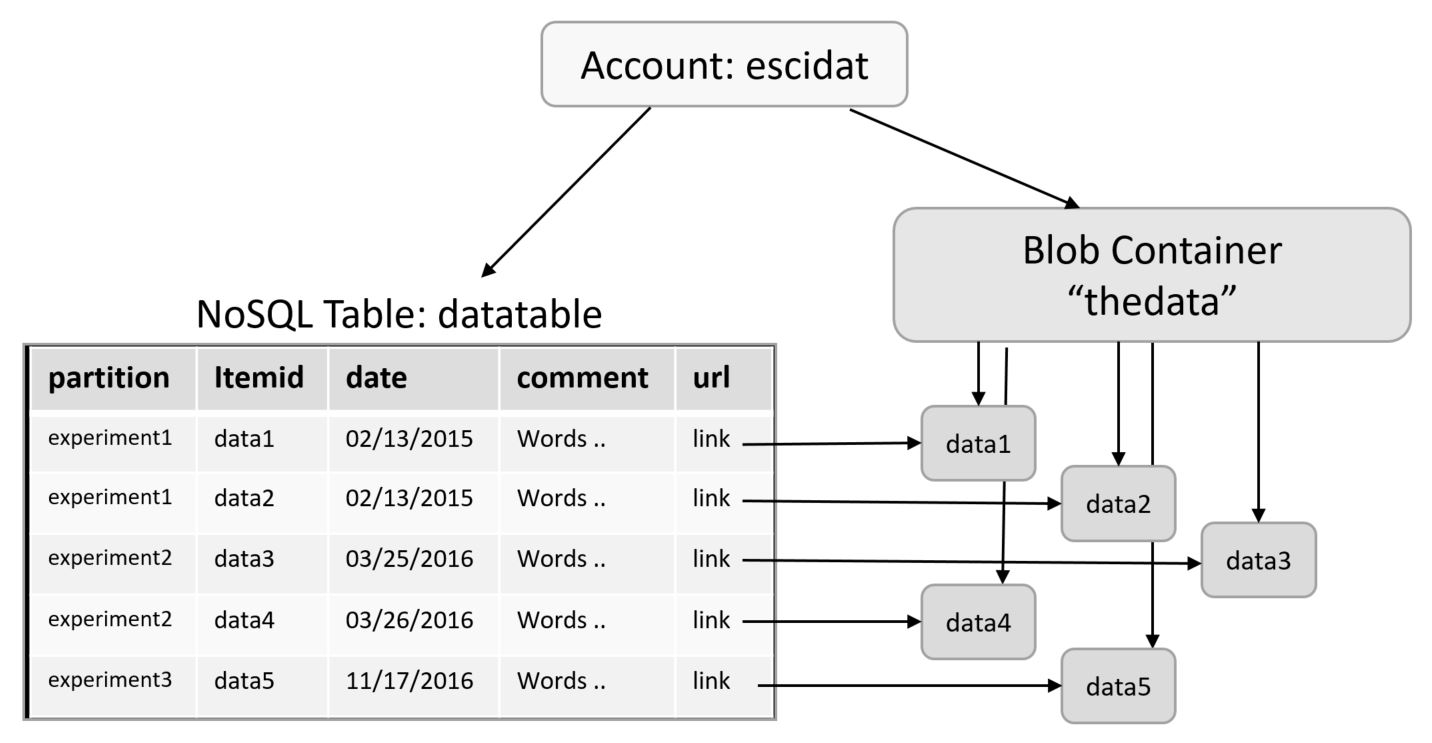 Account: escidat
Blob Container
“thedata”
NoSQL Table: datatable
partition Itemid date comment url
experiment1 data1 02/13/2015 Words .. link
experiment1 data2 02/13/2015 Words .. link
experiment2 data3 03/25/2016 Words .. link
experiment2 data4 03/26/2016 Words .. link
experiment3 data5 11/17/2016 Words .. link
data1
data2
data3
data4
data5